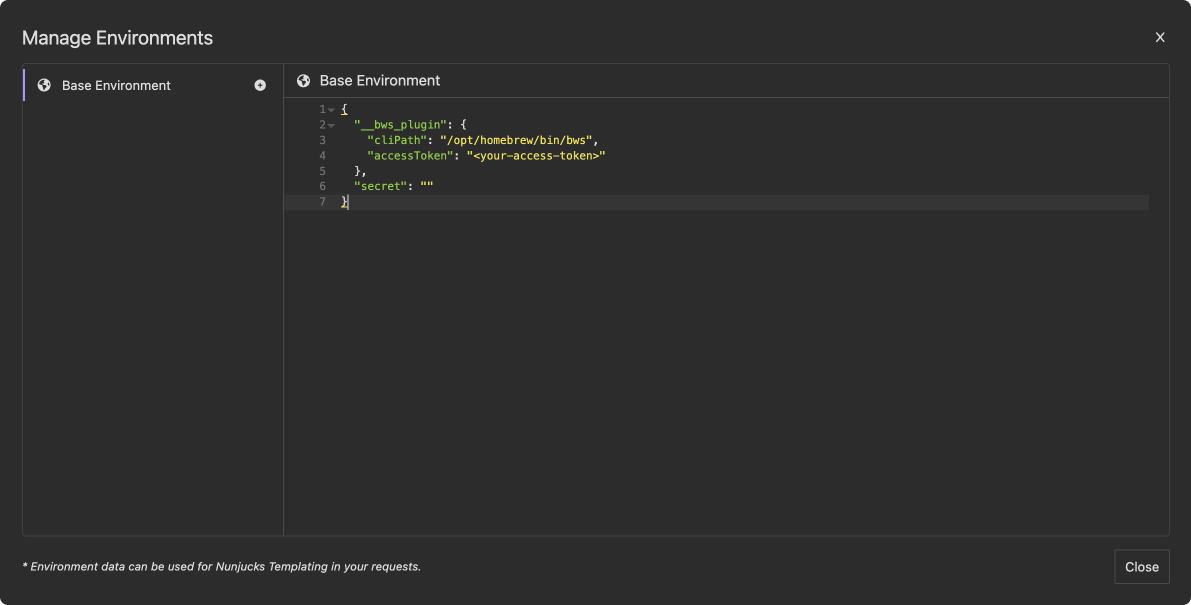 Manage Environments
X
Base Environment
Base Environment
1 {
2 "__bws_plugin": {
3 "cliPath": "/opt/homebrew/bin/bws",
4 "accessToken": "<your-access-token>"
5 },
6 "secret": ""
7 }
* Environment data can be used for Nunjucks Templating in your requests.
Close